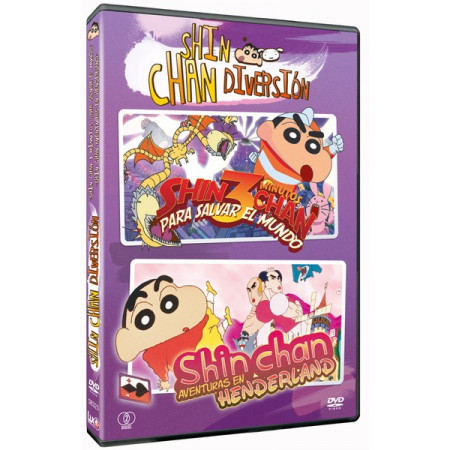 SHIN
CHAN DIVERSIÓN
SHIN 3 MINUTOS CHAN
PARA SALVAR EL MUNDO
Shin chan
AVENTURAS EN
HENDERLAND
DVD
VIDEO
SHIN CHAN DIVERSIÓN
DVD